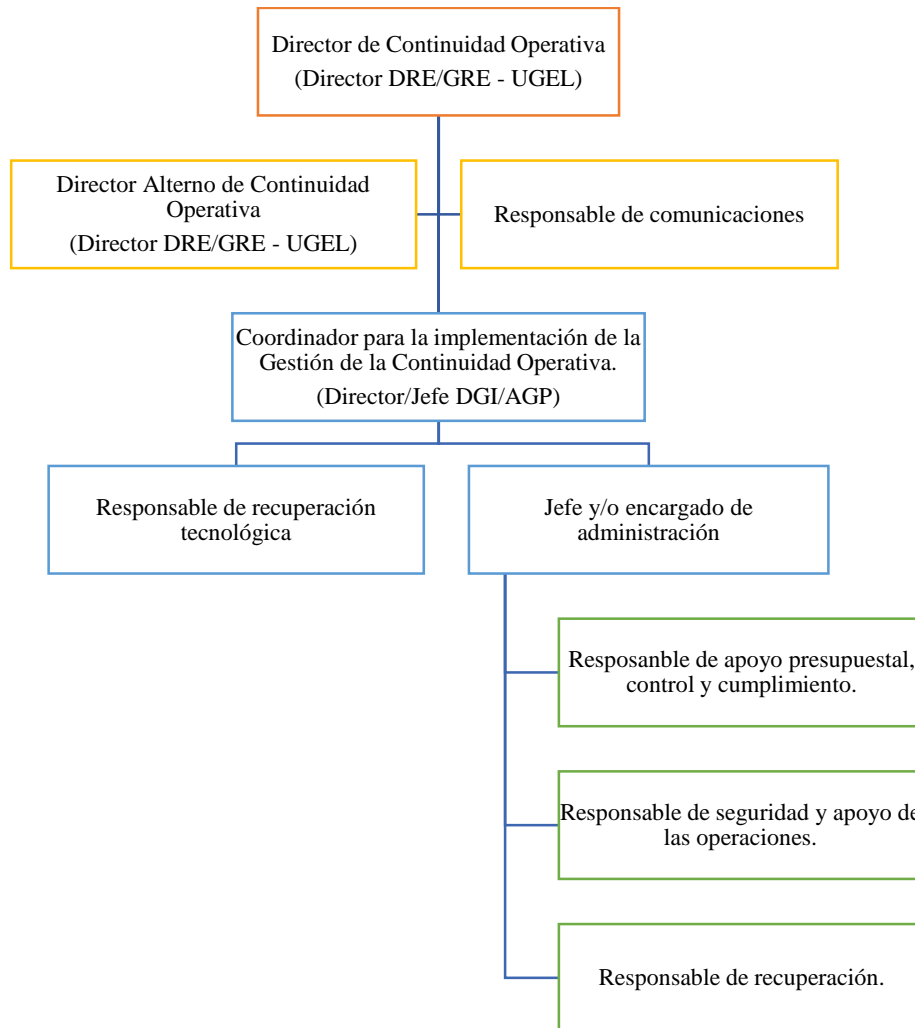 Director de Continuidad Operativa
(Director DRE/GRE - UGEL)
Director Alterno de Continuidad
Operativa
(Director DRE/GRE - UGEL)
Responsable de comunicaciones
Coordinador para la implementación de la
Gestión de la Continuidad Operativa.
(Director/Jefe DGI/AGP)
Responsable de recuperación
tecnológica
Jefe y/o encargado de
administración
Resposanble de apoyo presupuestal,
control y cumplimiento.
Responsable de seguridad y apoyo de
las operaciones.
Responsable de recuperación.